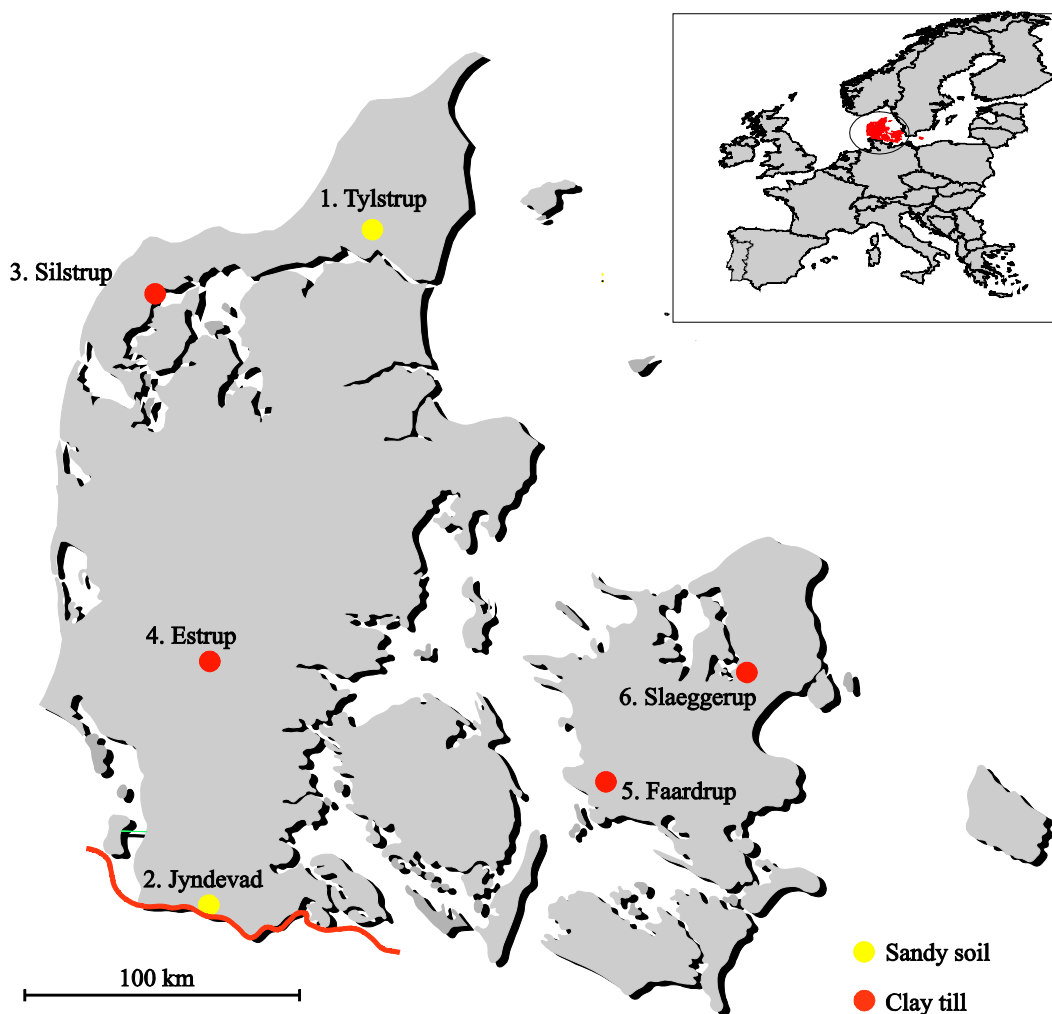 1. Tylstrup
3. Silstrup
4. Estrup
6. Slaeggerup
5. Faardrup
2. Jyndevad
Sandy soil
100 km
Clay till